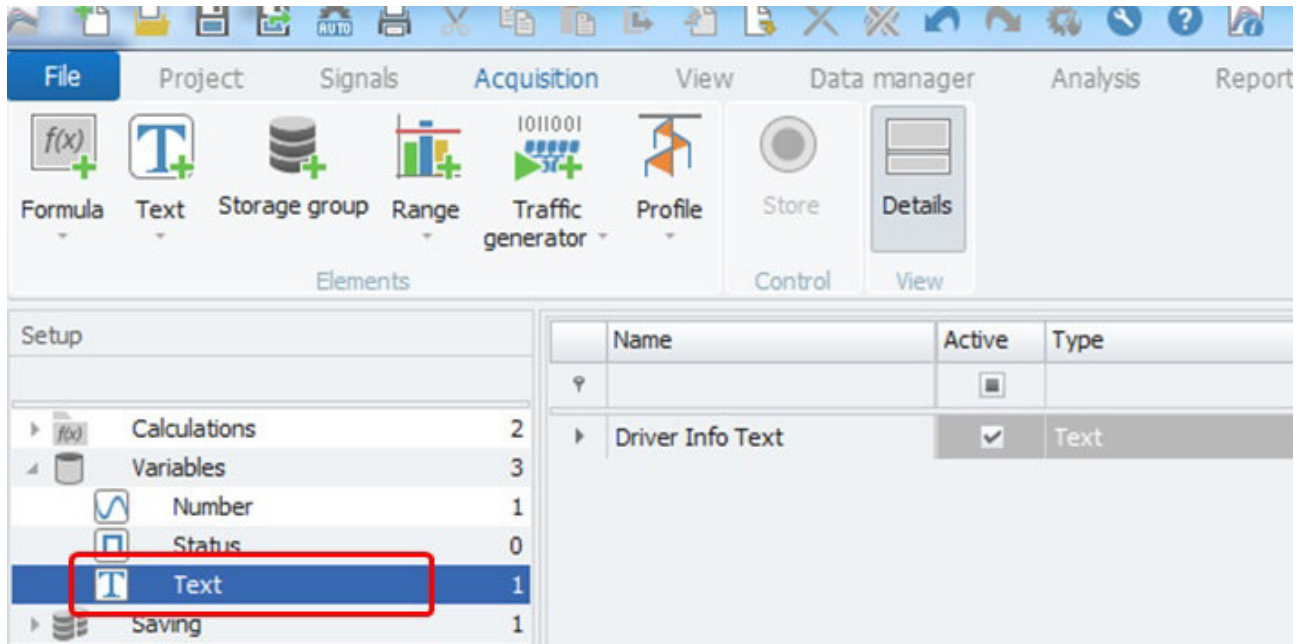 AUTO
File Project Signals Acquisition View Data manager Analysis Report
f(x) T 1011001
Formula Text Storage group Range Traffic generator Profile Store Details
Elements Control View
Setup
Name Active Type
f(x) Calculations 2
Driver Info Text Text
Variables 3
Number 1
Status 0
T Text 1
Saving 1